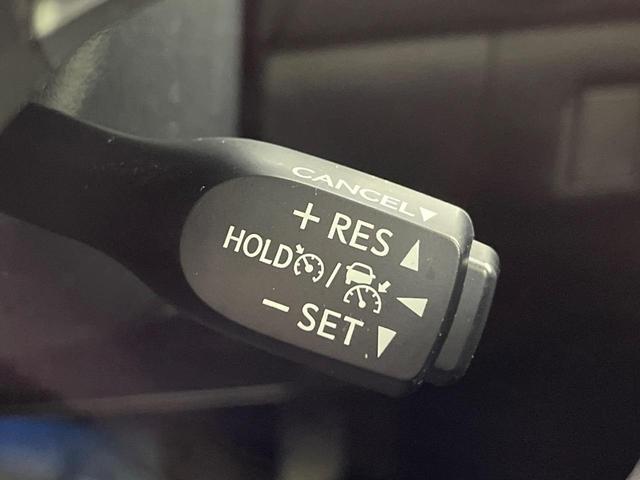 CANCEL
+ RES
HOLD /
- SET